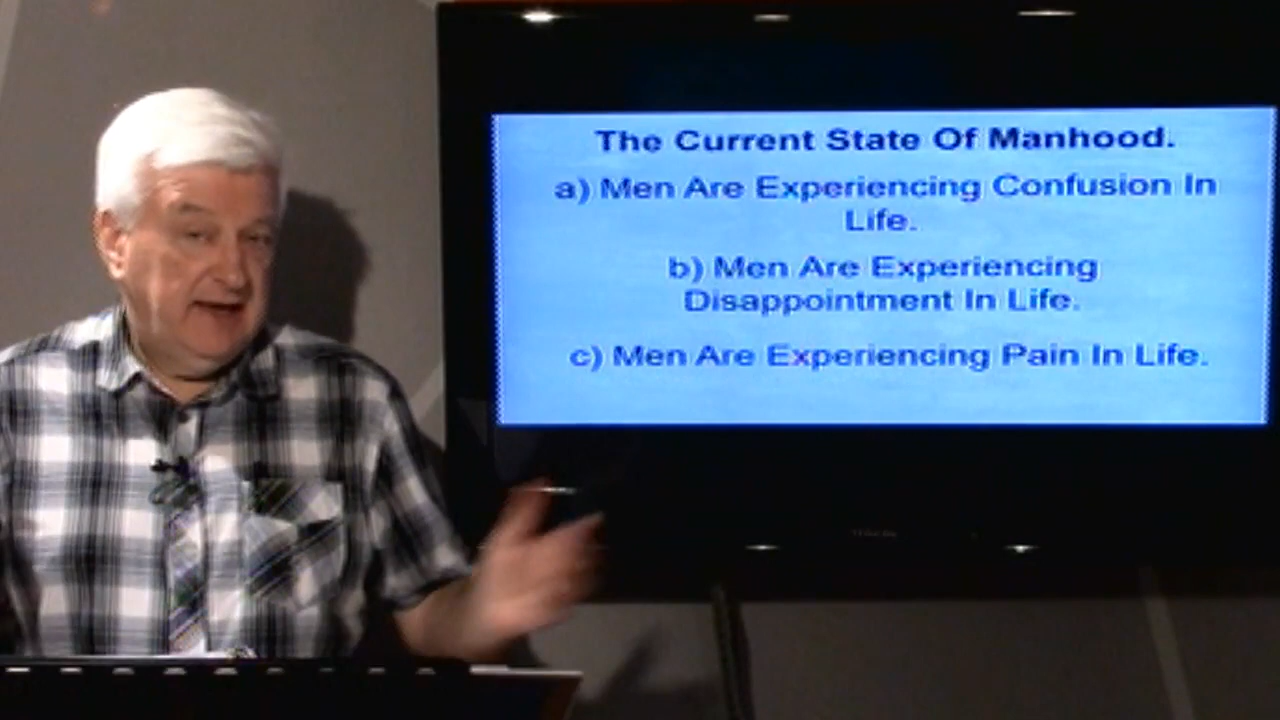 The Current State Of Manhood.
a) Men Are Experiencing Confusion In
Life.
b) Men Are Experiencing
Disappointment In Life.
c) Men Are Experiencing Pain In Life.